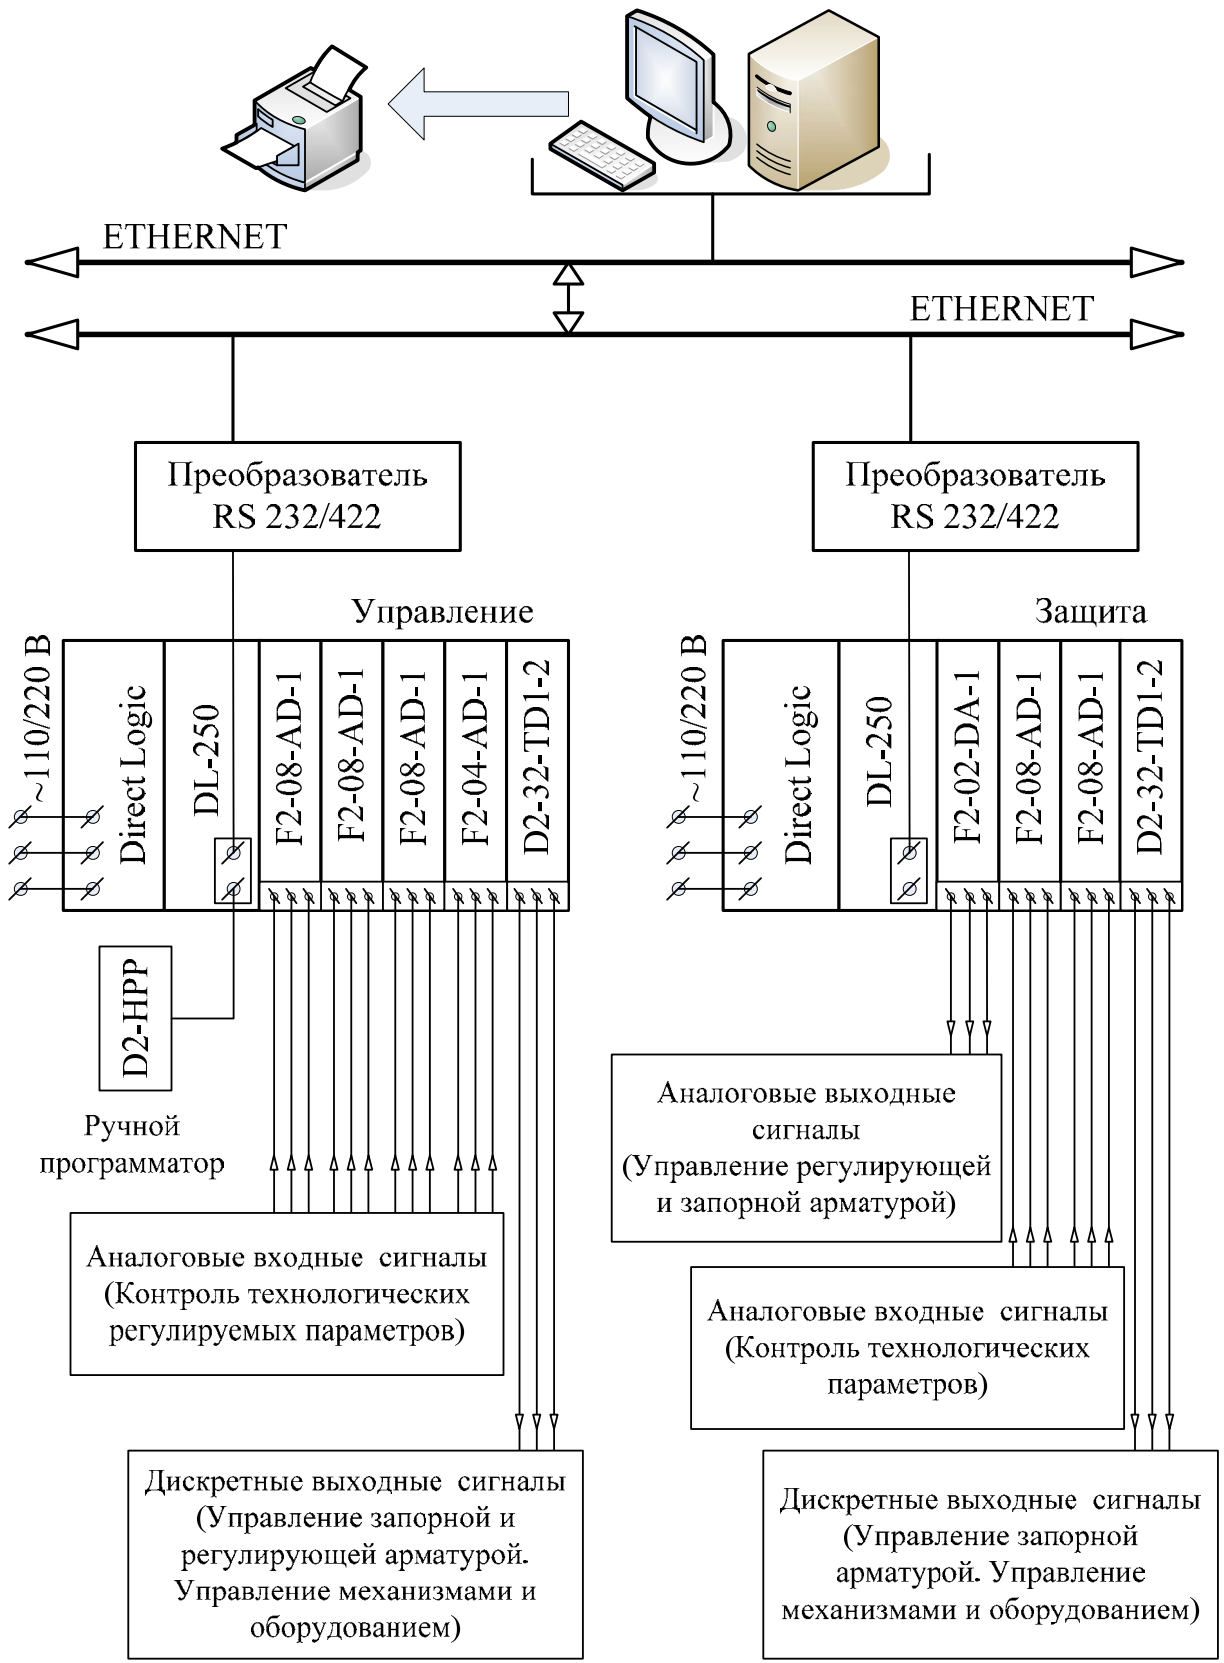 ETHERNET
ETHERNET
Преобразователь
RS 232/422
Преобразователь
RS 232/422
Управление
~110/220 В
Direct Logic
DL-250
F2-08-AD-1
F2-08-AD-1
F2-08-AD-1
F2-04-AD-1
D2-32-TD1-2
Защита
~110/220 В
Direct Logic
DL-250
F2-02-DA-1
F2-08-AD-1
F2-08-AD-1
D2-32-TD1-2
D2-HPP
Ручной
программатор
Аналоговые входные сигналы
(Контроль технологических
регулируемых параметров)
Дискретные выходные сигналы
(Управление запорной и
регулирующей арматурой.
Управление механизмами и
оборудованием)
Аналоговые выходные
сигналы
(Управление регулирующей
и запорной арматурой)
Аналоговые входные сигналы
(Контроль технологических
параметров)
Дискретные выходные сигналы
(Управление запорной
арматурой. Управление
механизмами и оборудованием)